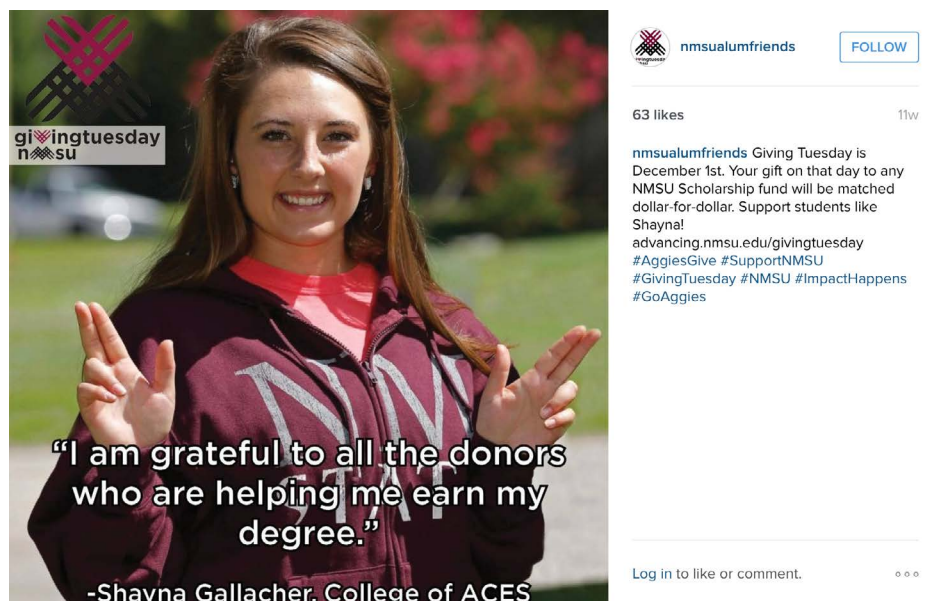 givingtuesday
nmsu
NM
STATE
“I am grateful to all the donors
who are helping me earn my
degree.”
-Shayna Gallacher, College of ACES
nmsualumfriends
FOLLOW
63 likes
11w
nmsualumfriends Giving Tuesday is
December 1st. Your gift on that day to any
NMSU Scholarship fund will be matched
dollar-for-dollar. Support students like
Shayna!
advancing.nmsu.edu/givingtuesday
#AggiesGive #SupportNMSU
#GivingTuesday #NMSU #ImpactHappens
#GoAggies
Log in to like or comment.